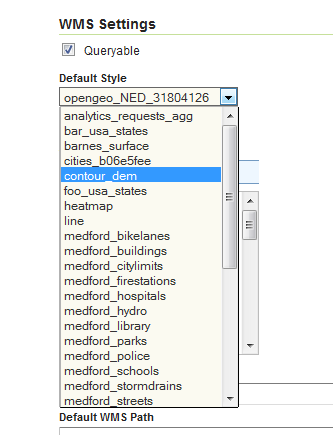 WMS Settings
Queryable
Default Style
opengeo_NED_31804126
analytics_requests_agg
bar_usa_states
barnes_surface
cities_b06e5fee
contour_dem
foo_usa_states
heatmap
line
medford_bikelanes
medford_buildings
medford_citylimits
medford_firestations
medford_hospitals
medford_hydro
medford_library
medford_parks
medford_police
medford_schools
medford_stormdrains
medford_streets
Default WMS Path